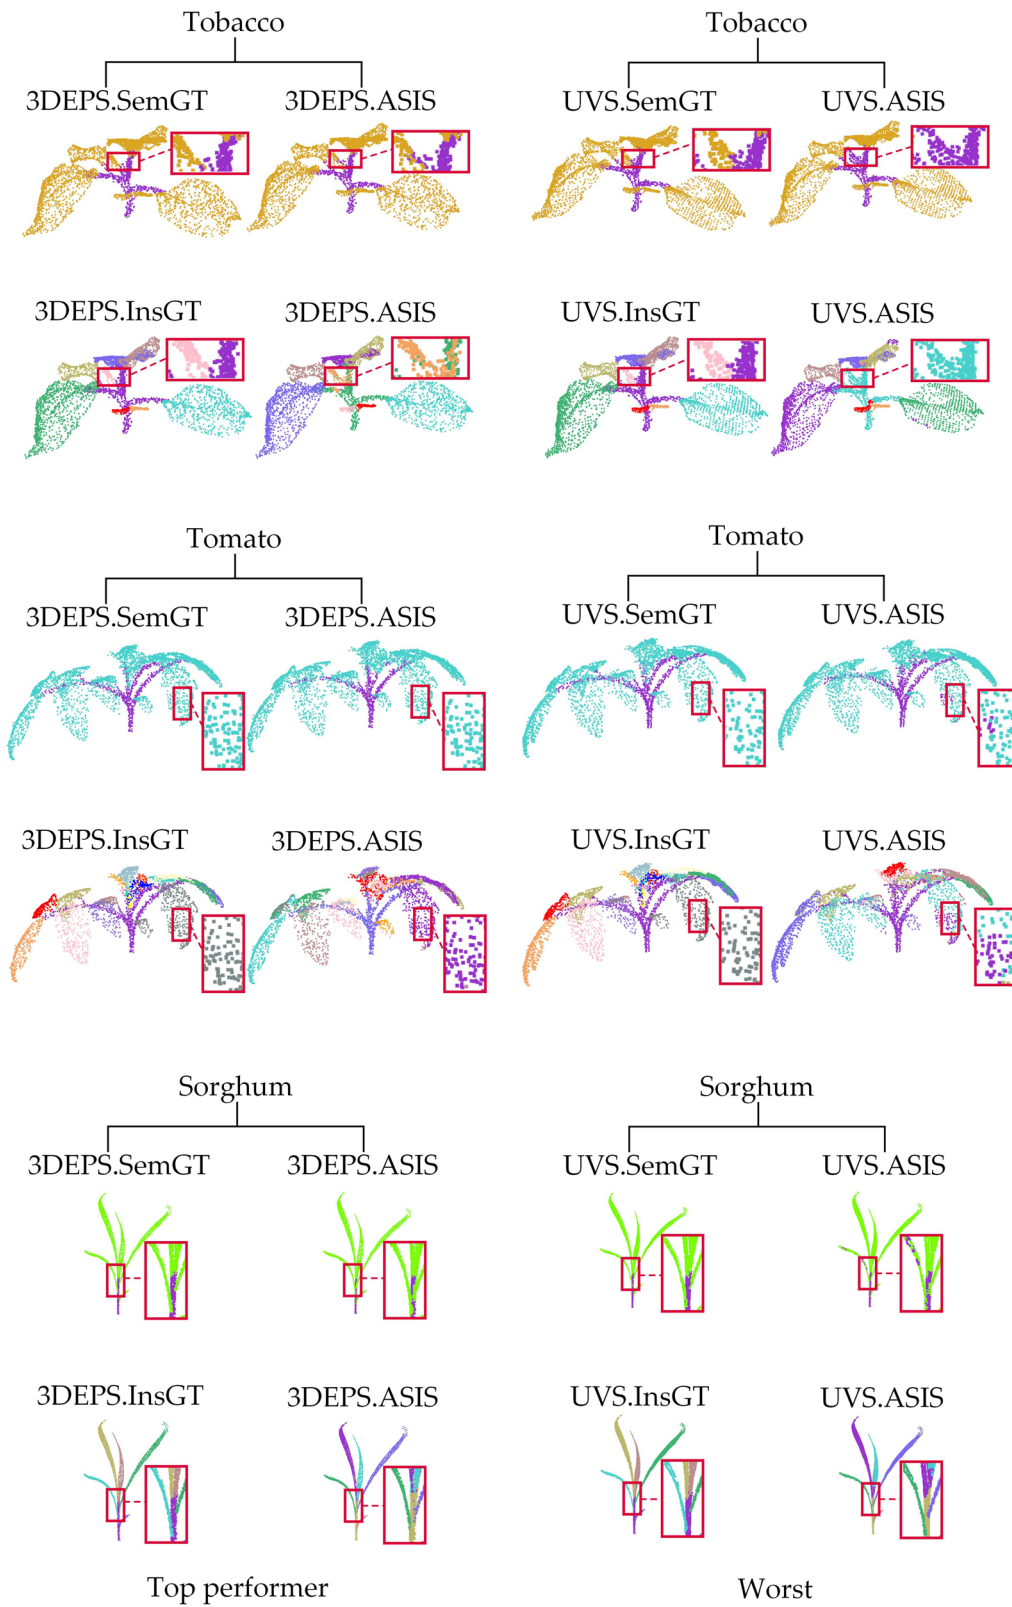 Tobacco Tobacco
3DEPS.SemGT 3DEPS.ASIS UVS.SemGT UVS.ASIS
3DEPS.InsGT 3DEPS.ASIS UVS.InsGT UVS.ASIS
Tomato Tomato
3DEPS.SemGT 3DEPS.ASIS UVS.SemGT UVS.ASIS
3DEPS.InsGT 3DEPS.ASIS UVS.InsGT UVS.ASIS
Sorghum Sorghum
3DEPS.SemGT 3DEPS.ASIS UVS.SemGT UVS.ASIS
3DEPS.InsGT 3DEPS.ASIS UVS.InsGT UVS.ASIS
Top performer Worst